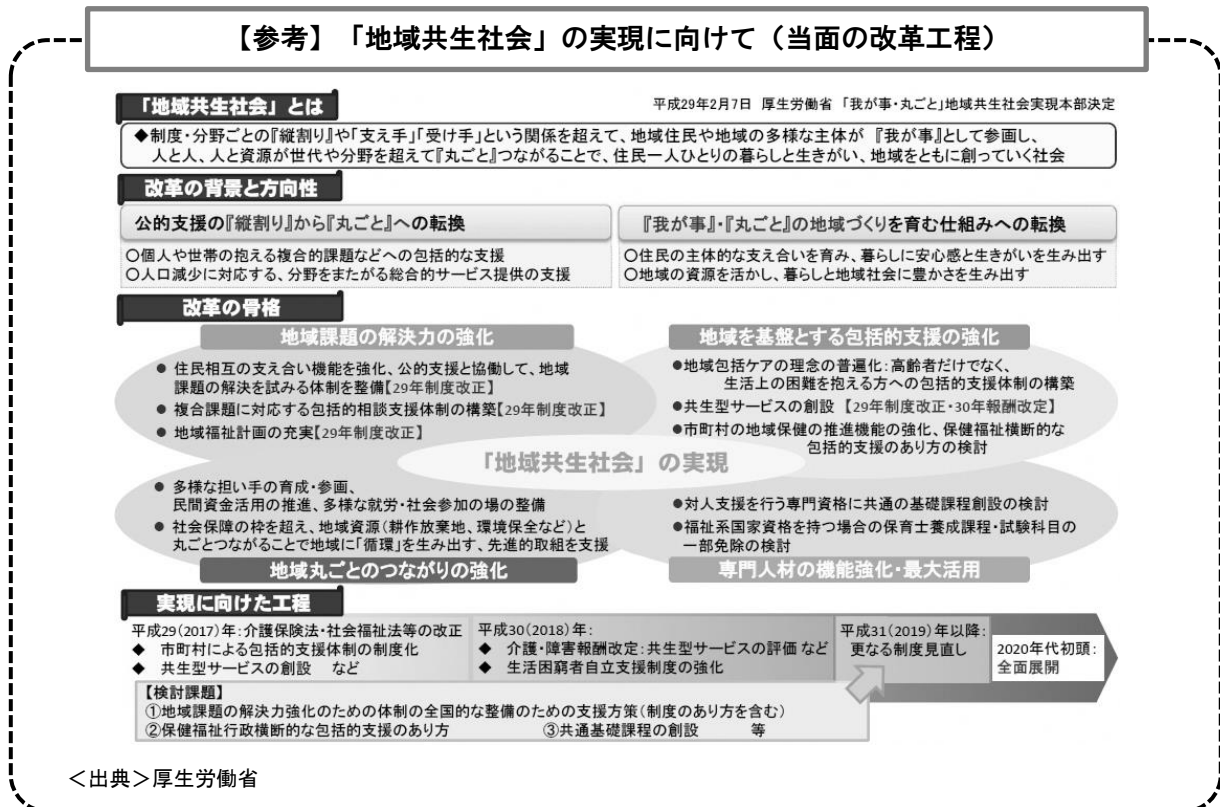 【参考】「地域共生社会」の実現に向けて（当面の改革工程）
「地域共生社会」とは
平成29年2月7日 厚生労働省 「我が事・丸ごと」地域共生社会実現本部決定
◆制度・分野ごとの『縦割り』や「支え手」「受け手」という関係を超えて、地域住民や地域の多様な主体が 『我が事』として参画し、
人と人、人と資源が世代や分野を超えて『丸ごと』つながることで、住民一人ひとりの暮らしと生きがい、地域をともに創っていく社会
改革の背景と方向性
公的支援の『縦割り』から『丸ごと』への転換
○個人や世帯の抱える複合的課題などへの包括的な支援
○人口減少に対応する、分野をまたがる総合的サービス提供の支援
『我が事』・『丸ごと』の地域づくりを育む仕組みへの転換
○住民の主体的な支え合いを育み、暮らしに安心感と生きがいを生み出す
○地域の資源を活かし、暮らしと地域社会に豊かさを生み出す
改革の骨格
地域課題の解決力の強化
● 住民相互の支え合い機能を強化、公的支援と協働して、地域
課題の解決を試みる体制を整備【29年制度改正】
● 複合課題に対応する包括的相談支援体制の構築【29年制度改正】
● 地域福祉計画の充実【29年制度改正】
地域を基盤とする包括的支援の強化
●地域包括ケアの理念の普遍化：高齢者だけでなく、
生活上の困難を抱える方への包括的支援体制の構築
●共生型サービスの創設 【29年制度改正・30年報酬改定】
●市町村の地域保健の推進機能の強化、保健福祉横断的な
包括的支援のあり方の検討
「地域共生社会」の実現
● 多様な担い手の育成・参画、
民間資金活用の推進、多様な就労・社会参加の場の整備
● 社会保障の枠を超え、地域資源（耕作放棄地、環境保全など）と
丸ごとつながることで地域に「循環」を生み出す、先進的取組を支援
地域丸ごとのつながりの強化
●対人支援を行う専門資格に共通の基礎課程創設の検討
●福祉系国家資格を持つ場合の保育士養成課程・試験科目の
一部免除の検討
専門人材の機能強化・最大活用
実現に向けた工程
平成29(2017)年：介護保険法・社会福祉法等の改正
◆ 市町村による包括的支援体制の制度化
◆ 共生型サービスの創設 など
平成30(2018)年：
◆ 介護・障害報酬改定：共生型サービスの評価 など
◆ 生活困窮者自立支援制度の強化
平成31(2019)年以降：
更なる制度見直し
2020年代初頭：
全面展開
【検討課題】
①地域課題の解決力強化のための体制の全国的な整備のための支援方策（制度のあり方を含む）
②保健福祉行政横断的な包括的支援のあり方 ③共通基礎課程の創設 等
＜出典＞厚生労働省